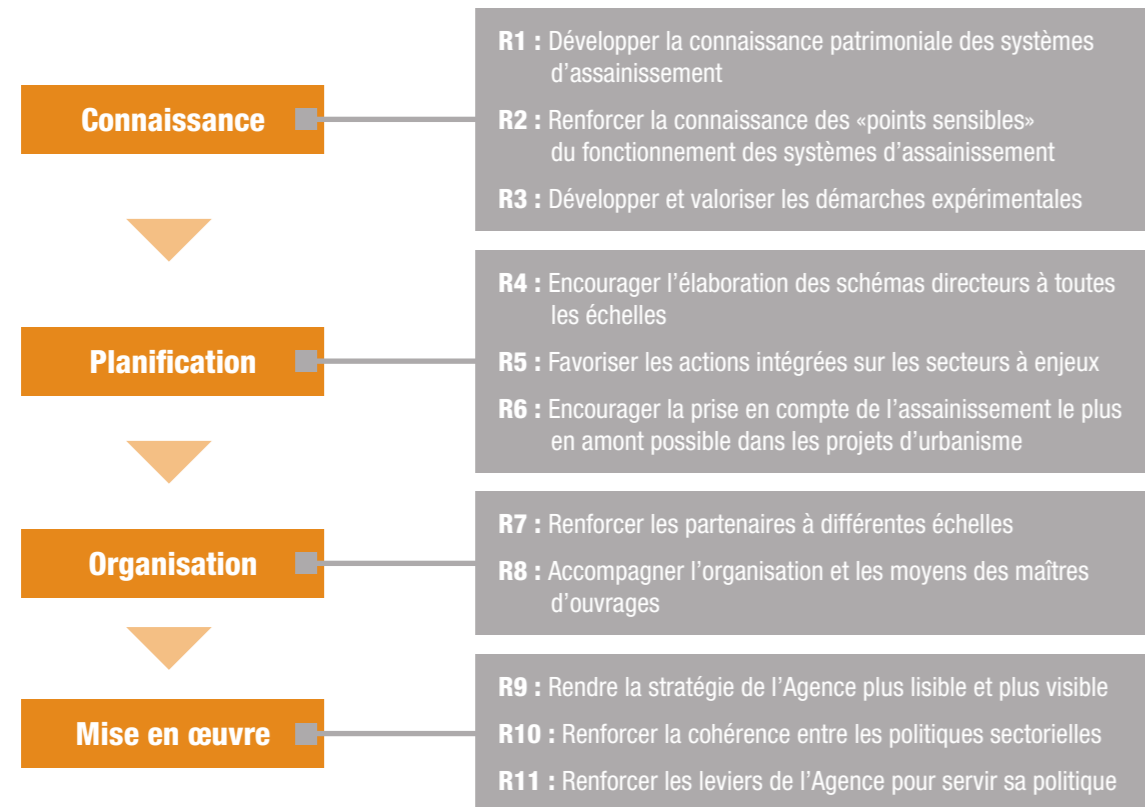 Connaissance
R1 : Développer la connaissance patrimoniale des systèmes
d’assainissement
R2 : Renforcer la connaissance des «points sensibles»
du fonctionnement des systèmes d’assainissement
R3 : Développer et valoriser les démarches expérimentales
Planification
R4 : Encourager l’élaboration des schémas directeurs à toutes
les échelles
R5 : Favoriser les actions intégrées sur les secteurs à enjeux
R6 : Encourager la prise en compte de l’assainissement le plus
en amont possible dans les projets d’urbanisme
Organisation
R7 : Renforcer les partenaires à différentes échelles
R8 : Accompagner l’organisation et les moyens des maîtres
d’ouvrages
Mise en œuvre
R9 : Rendre la stratégie de l’Agence plus lisible et plus visible
R10 : Renforcer la cohérence entre les politiques sectorielles
R11 : Renforcer les leviers de l’Agence pour servir sa politique